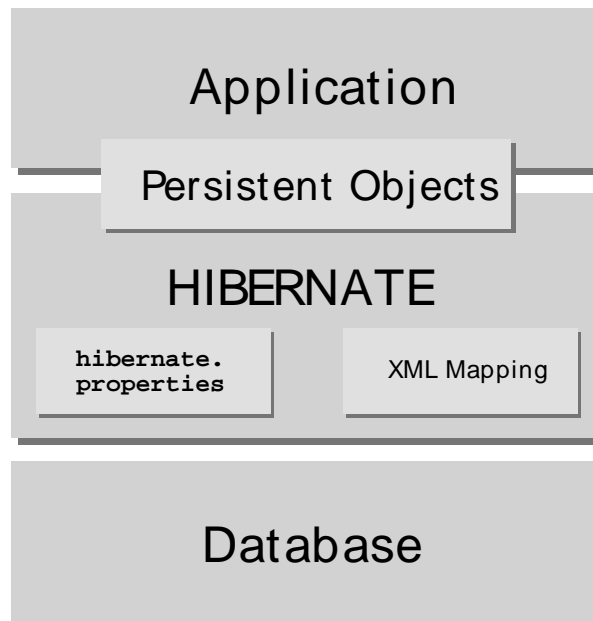 Application
Persistent Objects
HIBERNATE
hibernate.
properties
XML Mapping
Database